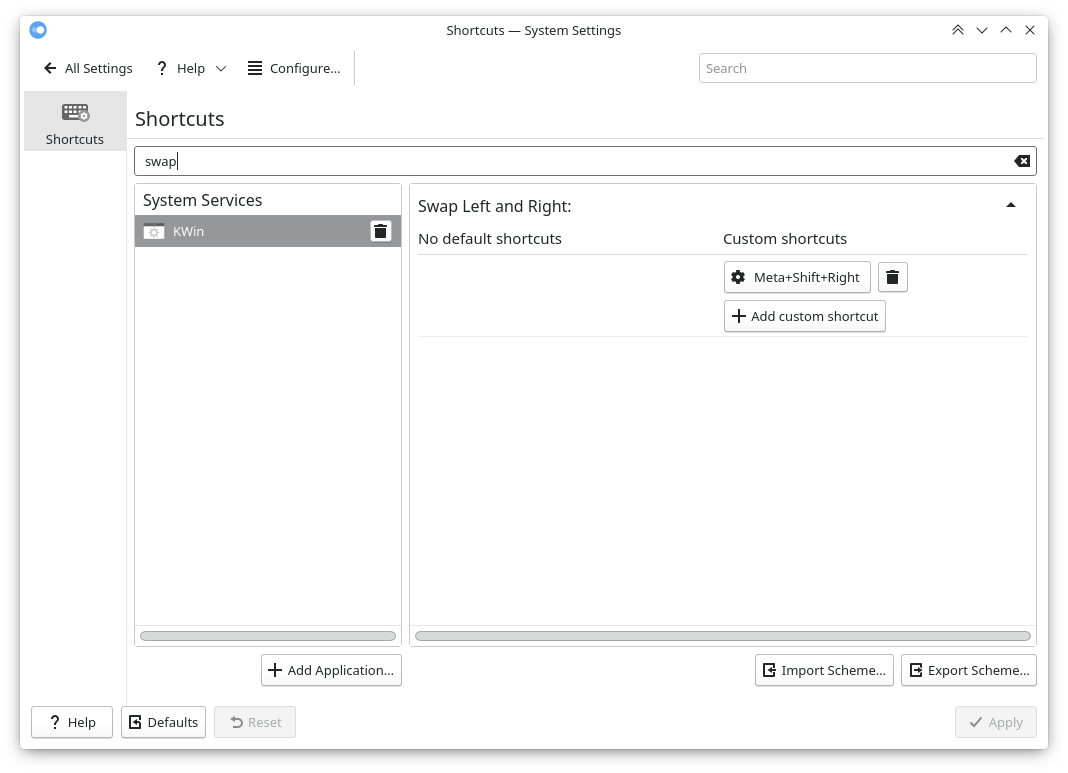 Shortcuts — System Settings
All Settings
Help
Configure...
Search
Shortcuts
Shortcuts
swap
System Services
KWin
Swap Left and Right:
No default shortcuts
Custom shortcuts
Meta+Shift+Right
Add custom shortcut
Add Application...
Import Scheme...
Export Scheme...
Help
Defaults
Reset
Apply